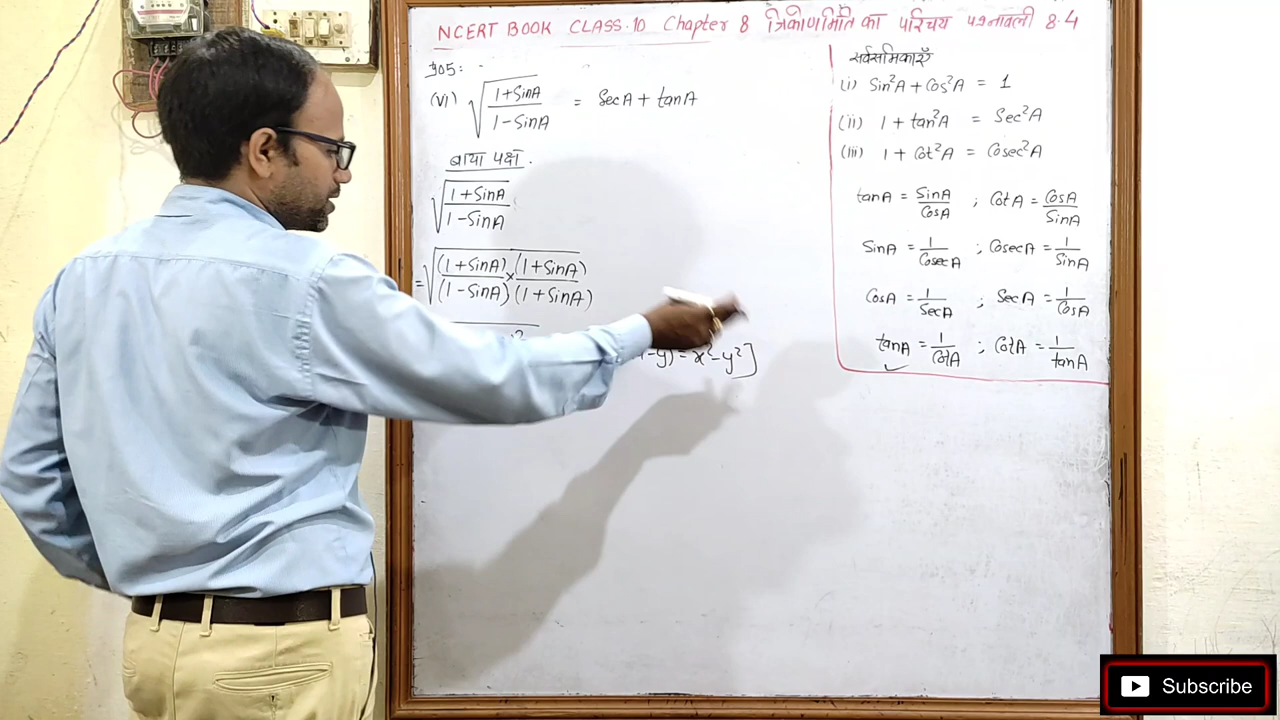 NCERT BOOK CLASS.10 Chapter 8 त्रिकोणमिति का परिचय प्रश्नावली 8.4
प्र05:-
(vi) √((1+SinA)/(1-SinA)) = SecA + tanA
बाया पक्ष.
√((1+SinA)/(1-SinA))
= √((1+SinA)/(1-SinA) × (1+SinA)/(1+SinA))
-y) = x²-y²]
सर्वसमिकाएँ
(i) Sin²A + Cos²A = 1
(ii) 1 + tan²A = Sec²A
(iii) 1 + Cot²A = Cosec²A
tanA = SinA/CosA ; CotA = CosA/SinA
SinA = 1/CosecA ; CosecA = 1/SinA
CosA = 1/SecA ; SecA = 1/CosA
tanA = 1/CotA ; CotA = 1/tanA
Subscribe